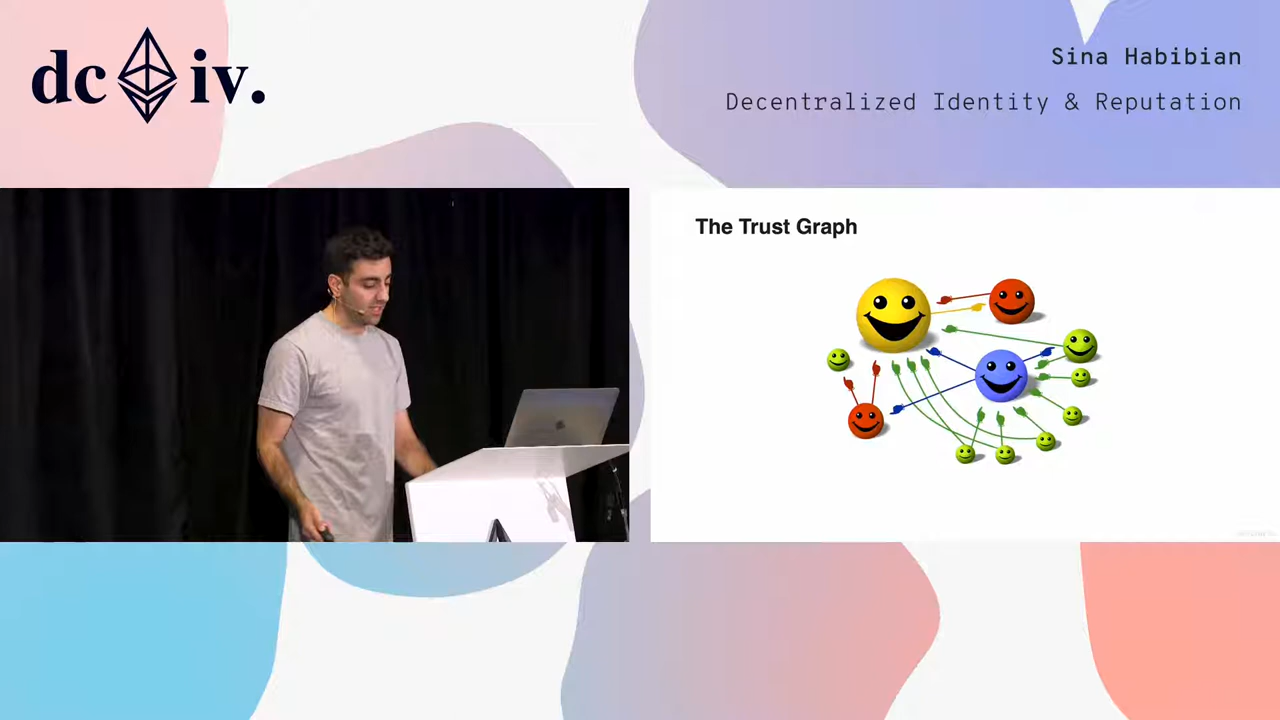 dc iv.
Sina Habibian
Decentralized Identity & Reputation
The Trust Graph